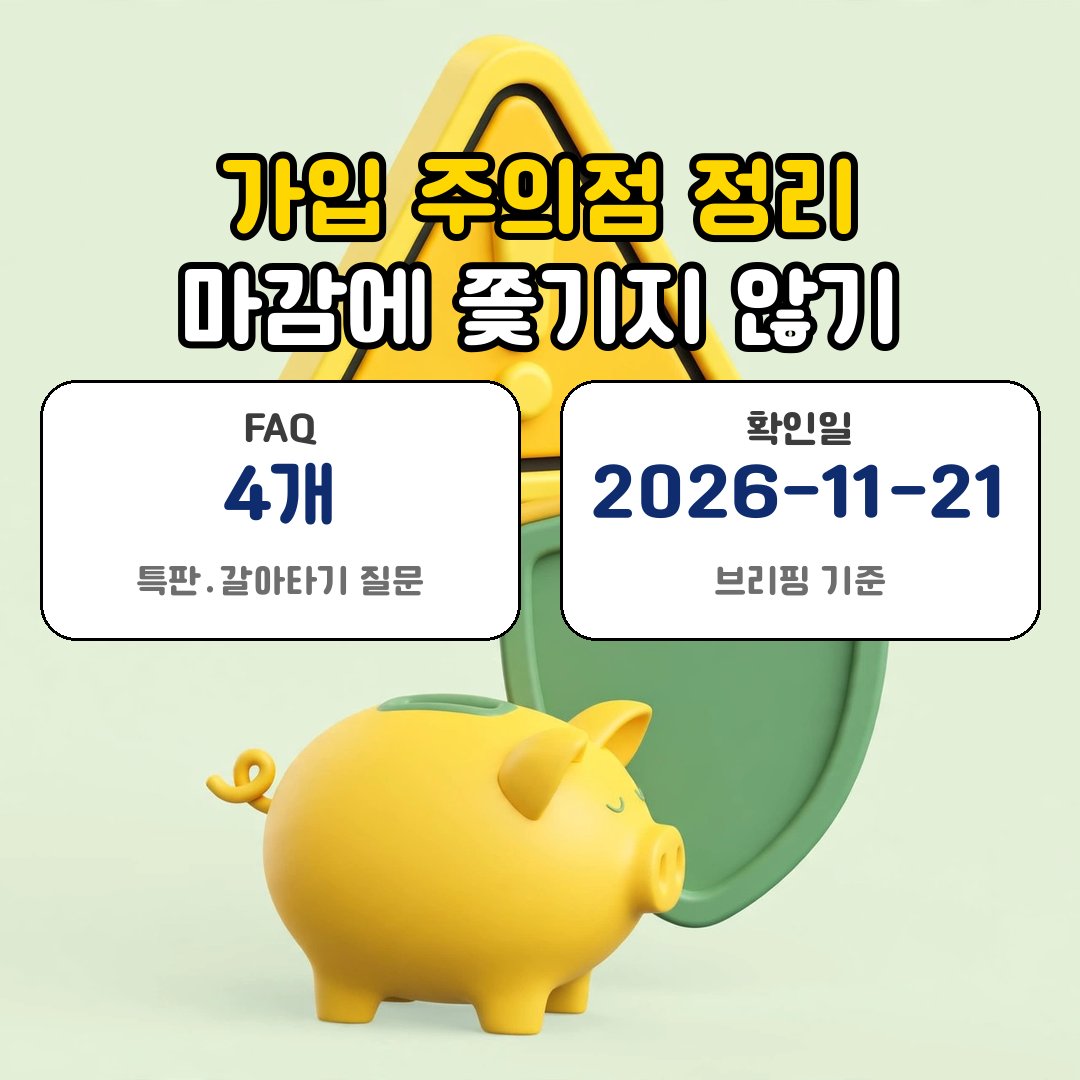 가입 주의점 정리
마감에 쫓기지 않기
FAQ
4개
특판·갈아타기 질문
확인일
2026-11-21
브리핑 기준